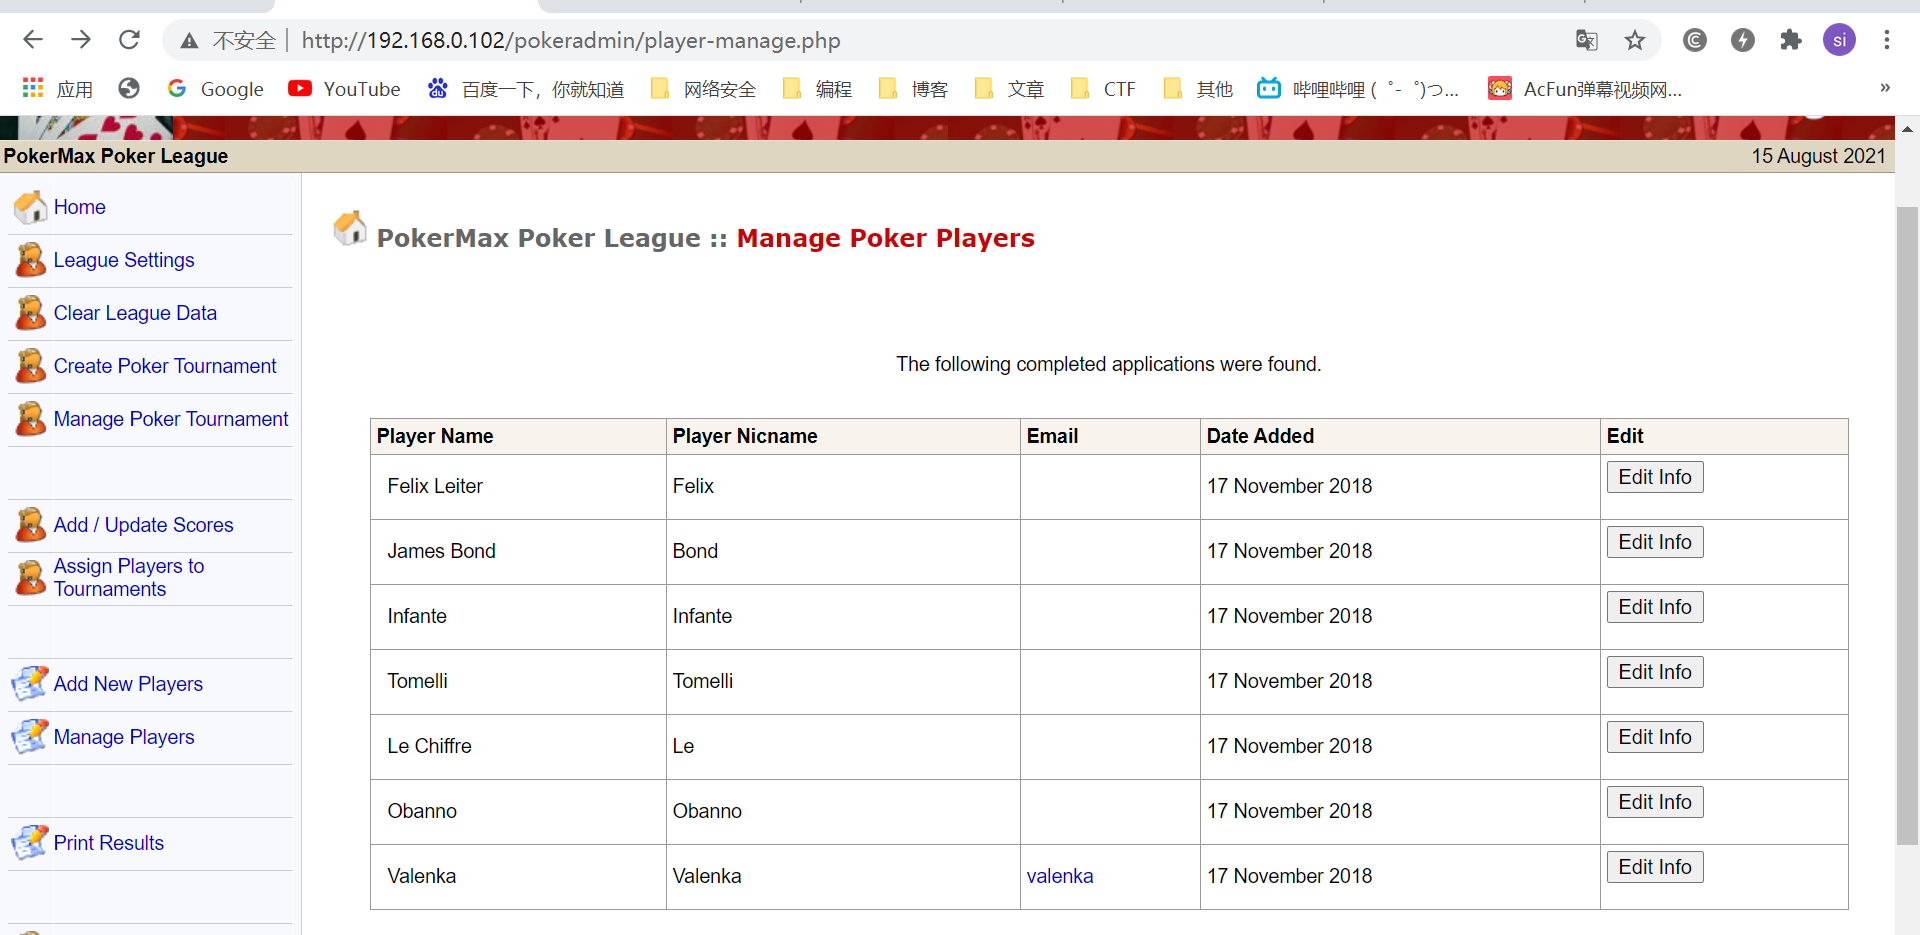 不安全 http://192.168.0.102/pokeradmin/player-manage.php si
应用 Google YouTube 百度一下，你就知道 网络安全 编程 博客 文章 CTF 其他 哔哩哔哩 (゜-゜)つ... AcFun弹幕视频网... »
PokerMax Poker League 15 August 2021
Home
League Settings
Clear League Data
Create Poker Tournament
Manage Poker Tournament
Add / Update Scores
Assign Players to
Tournaments
Add New Players
Manage Players
Print Results
PokerMax Poker League :: Manage Poker Players
The following completed applications were found.
Player Name Player Nicname Email Date Added Edit
Felix Leiter Felix 17 November 2018 Edit Info
James Bond Bond 17 November 2018 Edit Info
Infante Infante 17 November 2018 Edit Info
Tomelli Tomelli 17 November 2018 Edit Info
Le Chiffre Le 17 November 2018 Edit Info
Obanno Obanno 17 November 2018 Edit Info
Valenka Valenka valenka 17 November 2018 Edit Info